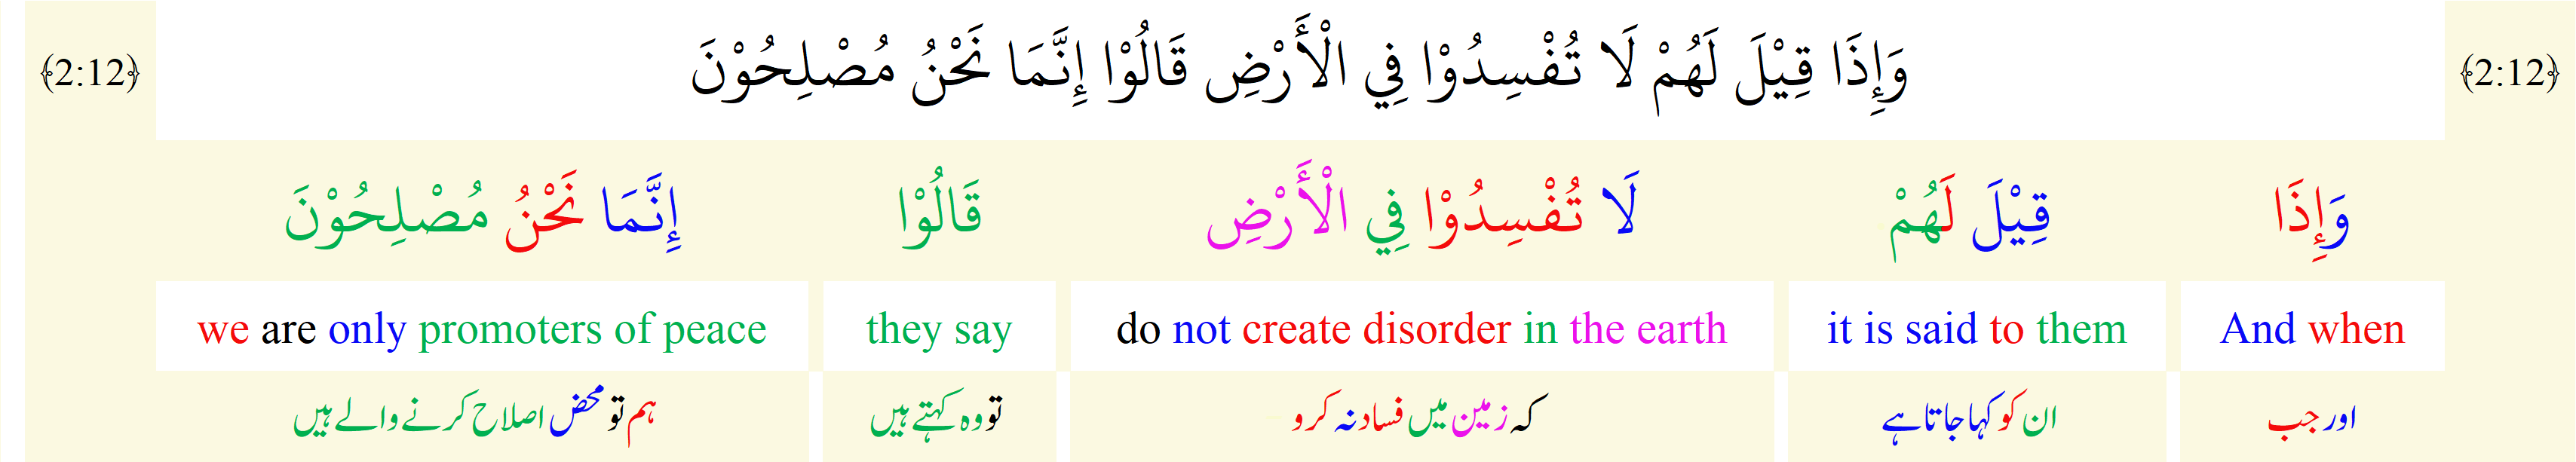 ﴿2:12﴾ وَإِذَا قِيْلَ لَهُمْ لَا تُفْسِدُوْا فِي الْأَرْضِ قَالُوْا إِنَّمَا نَحْنُ مُصْلِحُوْنَ ﴿2:12﴾
وَإِذَا قِيْلَ لَهُمْ لَا تُفْسِدُوْا فِي الْأَرْضِ قَالُوْا إِنَّمَا نَحْنُ مُصْلِحُوْنَ
And when it is said to them do not create disorder in the earth they say we are only promoters of peace
اور جب ان کو کہا جاتا ہے کہ زمین میں فساد نہ کرو تو وہ کہتے ہیں ہم تو محض اصلاح کرنے والے ہیں